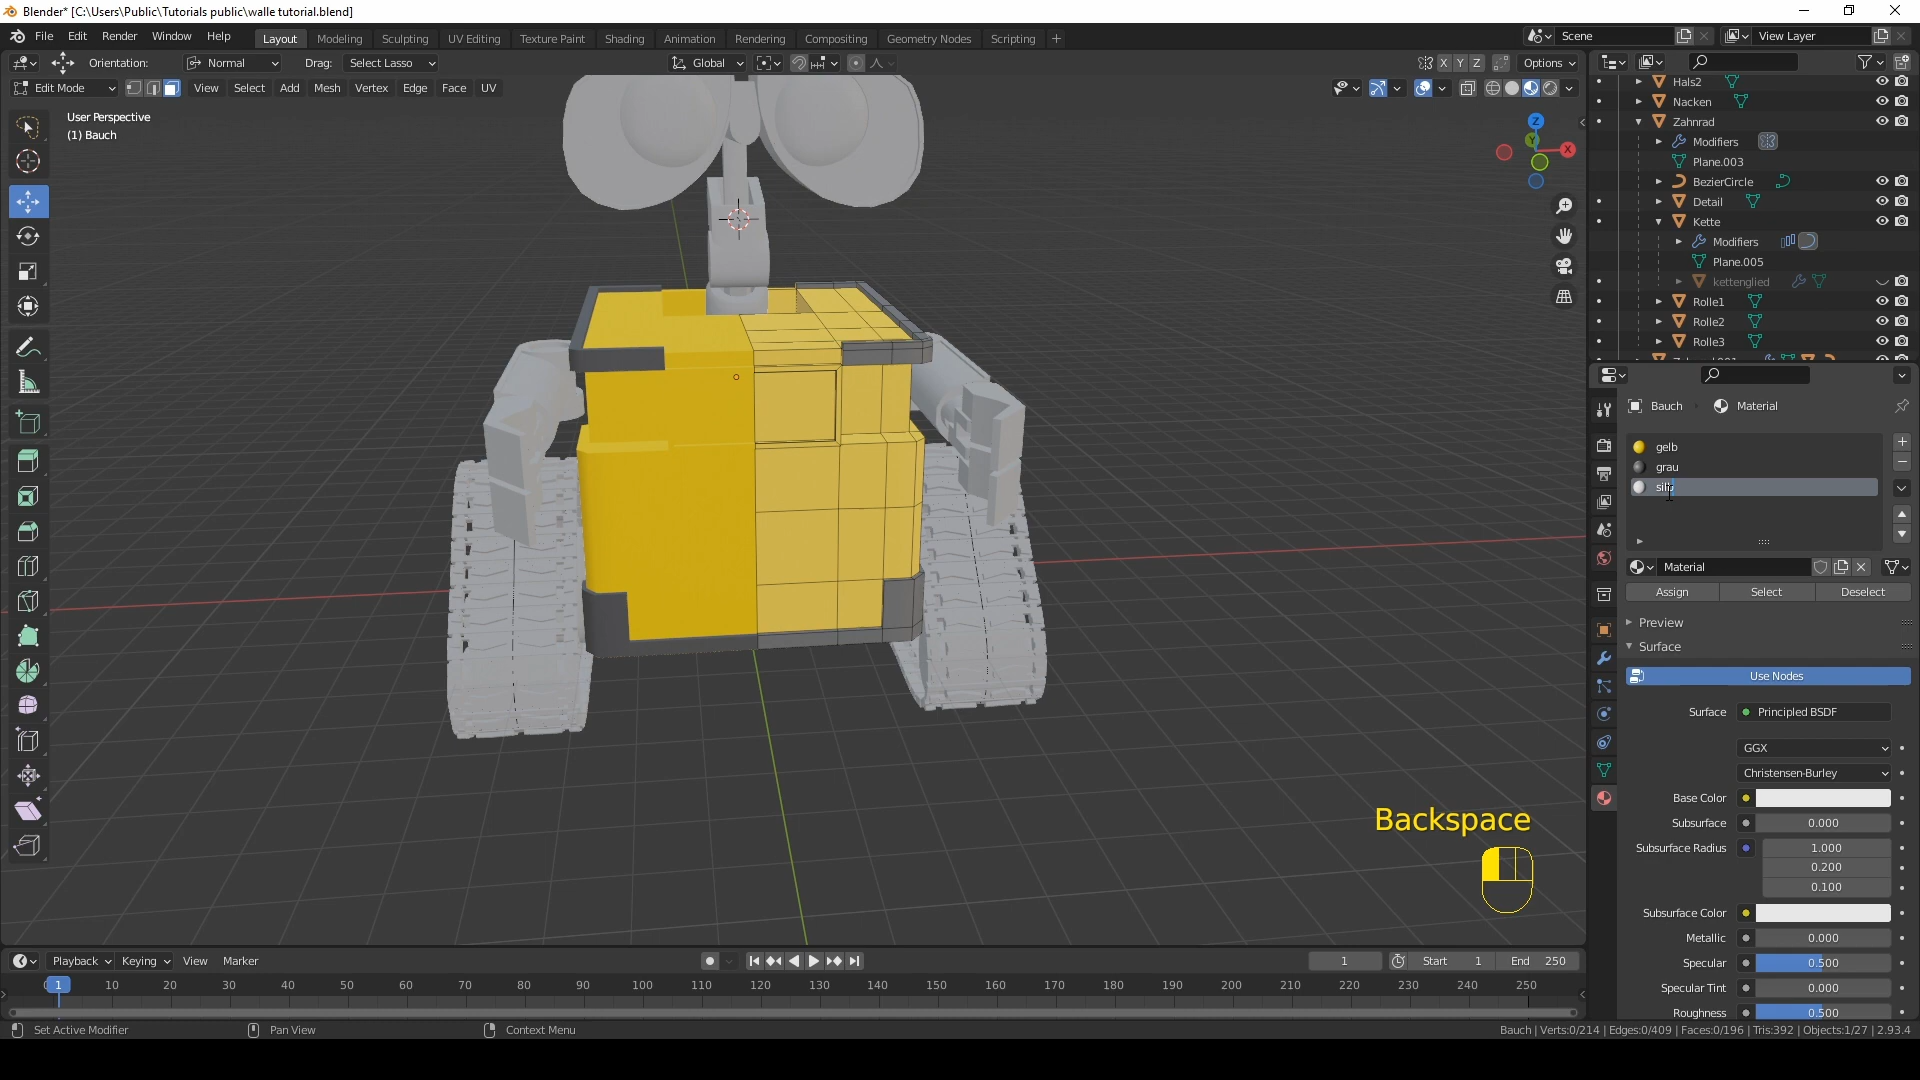 Blender* [C:\Users\Public\Tutorials public\walle tutorial.blend]
File Edit Render Window Help Layout Modeling Sculpting UV Editing Texture Paint Shading Animation Rendering Compositing Geometry Nodes Scripting + Scene View Layer
Orientation: Normal Drag: Select Lasso Global X Y Z Options
Edit Mode View Select Add Mesh Vertex Edge Face UV
User Perspective
(1) Bauch
Z
Y
X
Hals2
Nacken
Zahnrad
Modifiers
Plane.003
BezierCircle
Detail
Kette
Modifiers
Plane.005
kettenglied
Rolle1
Rolle2
Rolle3
Bauch Material
gelb
grau
Material
Assign Select Deselect
Preview
Surface
Use Nodes
Surface Principled BSDF
GGX
Christensen-Burley
Base Color
Subsurface 0.000
Subsurface Radius 1.000
0.200
0.100
Subsurface Color
Metallic 0.000
Specular 0.500
Specular Tint 0.000
Roughness 0.500
Backspace
Playback Keying View Marker 1 Start 1 End 250
1 10 20 30 40 50 60 70 80 90 100 110 120 130 140 150 160 170 180 190 200 210 220 230 240 250
Set Active Modifier Pan View Context Menu Bauch | Verts:0/214 | Edges:0/409 | Faces:0/196 | Tris:392 | Objects:1/27 | 2.93.4